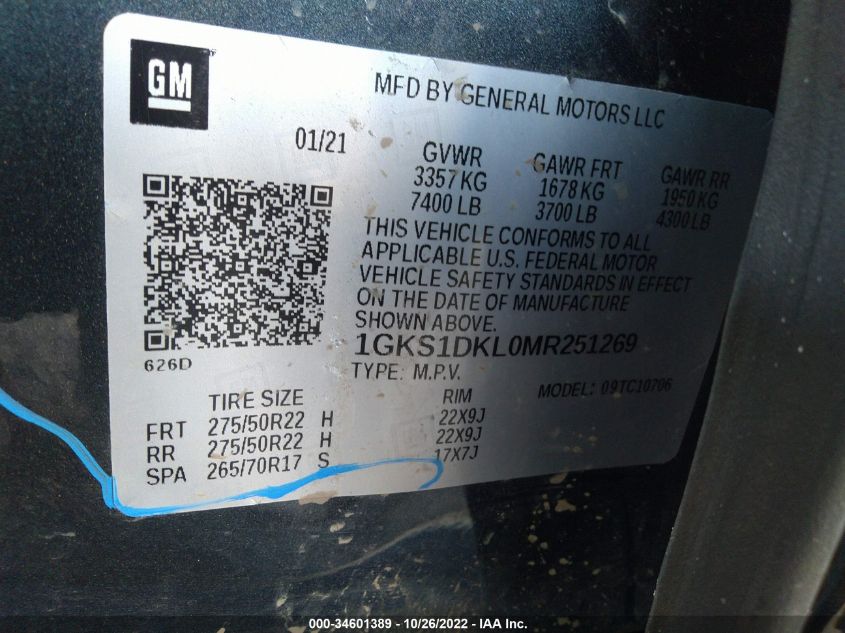 GM
MFD BY GENERAL MOTORS LLC
01/21
GVWR GAWR FRT GAWR RR
3357 KG 1678 KG 1950 KG
7400 LB 3700 LB 4300 LB
THIS VEHICLE CONFORMS TO ALL
APPLICABLE U.S. FEDERAL MOTOR
VEHICLE SAFETY STANDARDS IN EFFECT
ON THE DATE OF MANUFACTURE
SHOWN ABOVE.
1GKS1DKL0MR251269
626D
TYPE: M.P.V. MODEL: 09TC10706
TIRE SIZE RIM
FRT 275/50R22 H 22X9J
RR 275/50R22 H 22X9J
SPA 265/70R17 S 17X7J
000-34601389 - 10/26/2022 - IAA Inc.